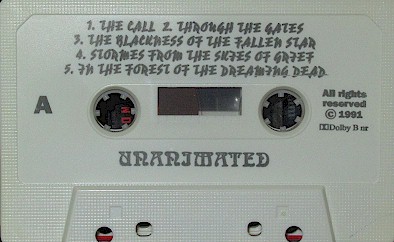 1. THE CALL 2. THROUGH THE GATES
3. THE BLACKNESS OF THE FALLEN STAR
4. STORMES FROM THE SKIES OF GRIEF
5. IN THE FOREST OF THE DREAMING DEAD
A
All rights
reserved
© 1991
Dolby B nr
UNANIMATED